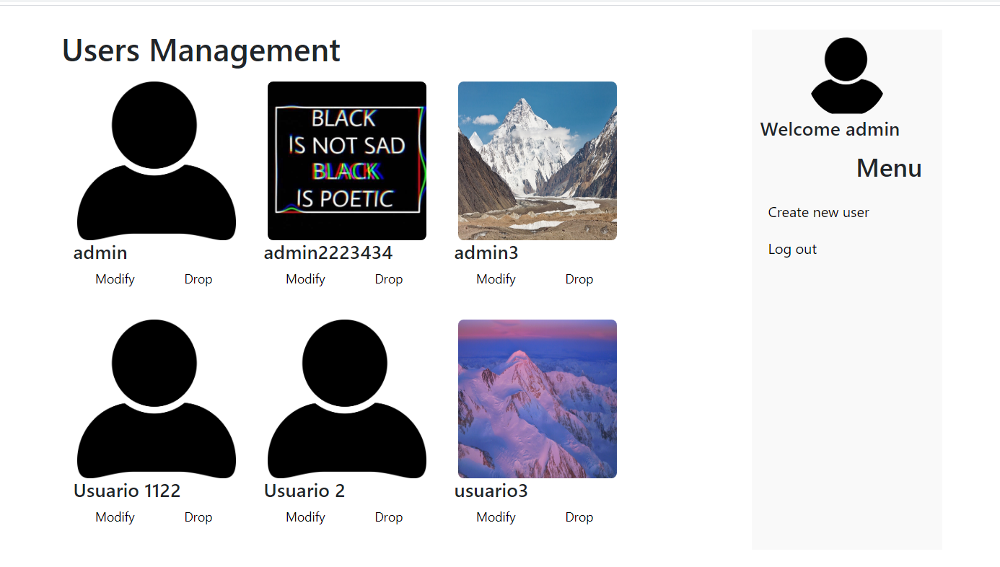 Users Management
BLACK
IS NOT SAD
BLACK
IS POETIC
admin
admin2223434
admin3
Modify Drop Modify Drop Modify Drop
Usuario 1122
Usuario 2
usuario3
Modify Drop Modify Drop Modify Drop
Welcome admin
Menu
Create new user
Log out